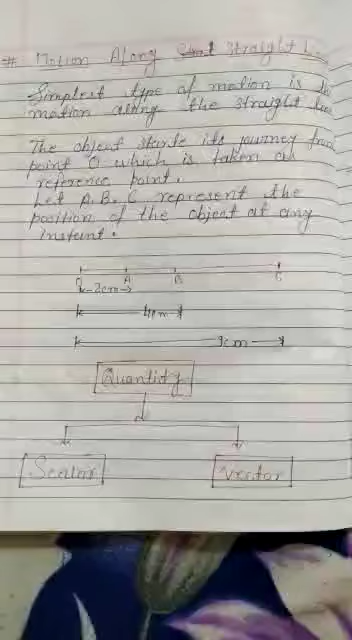 # Motion Along Straight L
Simplest type of motion is the
motion along the straight line
The object starts its journey from
point O which is taken as
reference point.
Let A, B, C represent the
position of the object at any
instant.
O A B C
2cm
4cm
9cm
Quantity
Scalar Vector